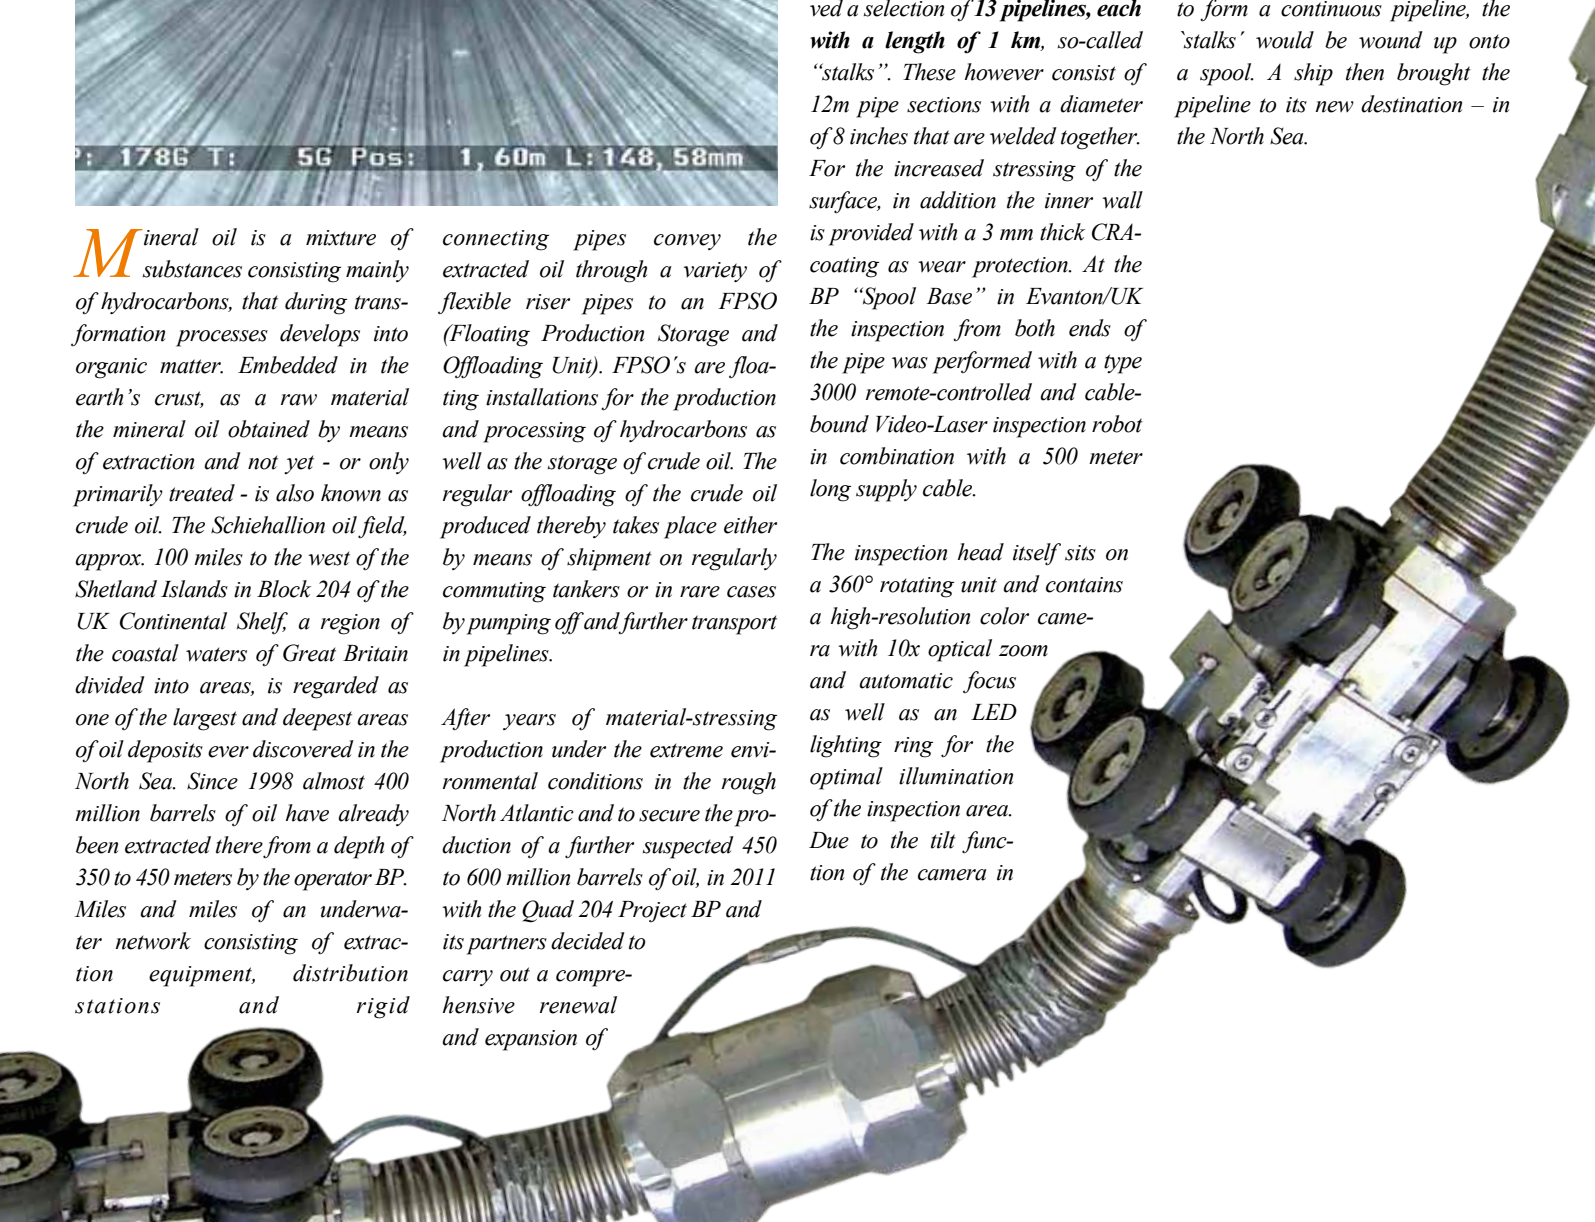 P: 178G T: 5G Pos: 1, 60m L:148, 58mm
Mineral oil is a mixture of
substances consisting mainly
of hydrocarbons, that during trans-
formation processes develops into
organic matter. Embedded in the
earth's crust, as a raw material
the mineral oil obtained by means
of extraction and not yet - or only
primarily treated - is also known as
crude oil. The Schiehallion oil field,
approx. 100 miles to the west of the
Shetland Islands in Block 204 of the
UK Continental Shelf, a region of
the coastal waters of Great Britain
divided into areas, is regarded as
one of the largest and deepest areas
of oil deposits ever discovered in the
North Sea. Since 1998 almost 400
million barrels of oil have already
been extracted there from a depth of
350 to 450 meters by the operator BP.
Miles and miles of an underwa-
ter network consisting of extrac-
tion equipment, distribution
stations and rigid
connecting pipes convey the
extracted oil through a variety of
flexible riser pipes to an FPSO
(Floating Production Storage and
Offloading Unit). FPSO´s are floa-
ting installations for the production
and processing of hydrocarbons as
well as the storage of crude oil. The
regular offloading of the crude oil
produced thereby takes place either
by means of shipment on regularly
commuting tankers or in rare cases
by pumping off and further transport
in pipelines.
After years of material-stressing
production under the extreme envi-
ronmental conditions in the rough
North Atlantic and to secure the pro-
duction of a further suspected 450
to 600 million barrels of oil, in 2011
with the Quad 204 Project BP and
its partners decided to
carry out a compre-
hensive renewal
and expansion of
ved a selection of 13 pipelines, each
with a length of 1 km, so-called
“stalks”. These however consist of
12m pipe sections with a diameter
of 8 inches that are welded together.
For the increased stressing of the
surface, in addition the inner wall
is provided with a 3 mm thick CRA-
coating as wear protection. At the
BP “Spool Base” in Evanton/UK
the inspection from both ends of
the pipe was performed with a type
3000 remote-controlled and cable-
bound Video-Laser inspection robot
in combination with a 500 meter
long supply cable.
The inspection head itself sits on
a 360° rotating unit and contains
a high-resolution color came-
ra with 10x optical zoom
and automatic focus
as well as an LED
lighting ring for the
optimal illumination
of the inspection area.
Due to the tilt func-
tion of the camera in
to form a continuous pipeline, the
`stalks´ would be wound up onto
a spool. A ship then brought the
pipeline to its new destination – in
the North Sea.